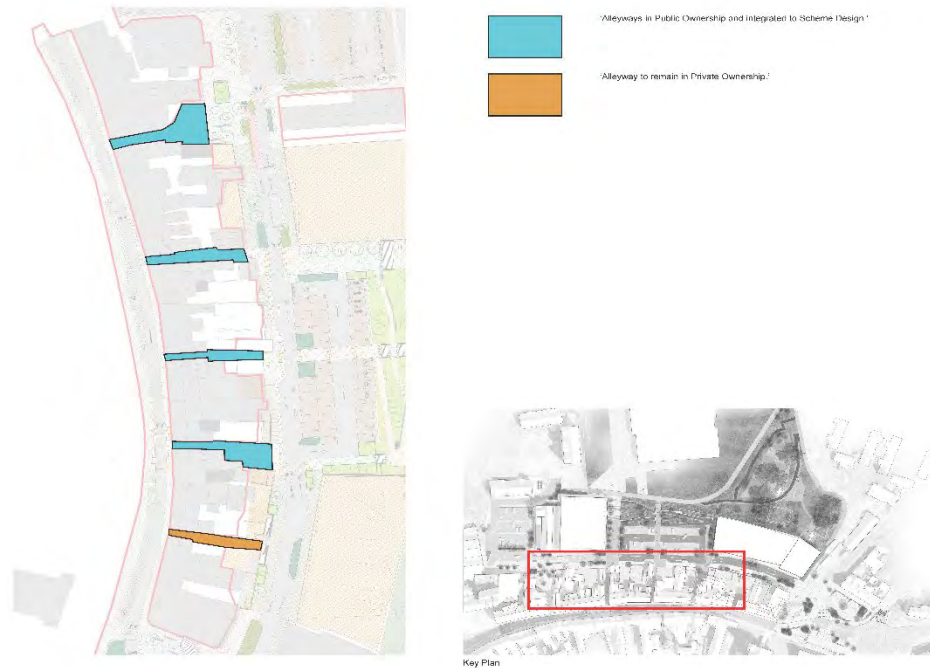 'Alleyways in Public Ownership and integrated to Scheme Design '
'Alleyway to remain in Private Ownership.'
Key Plan